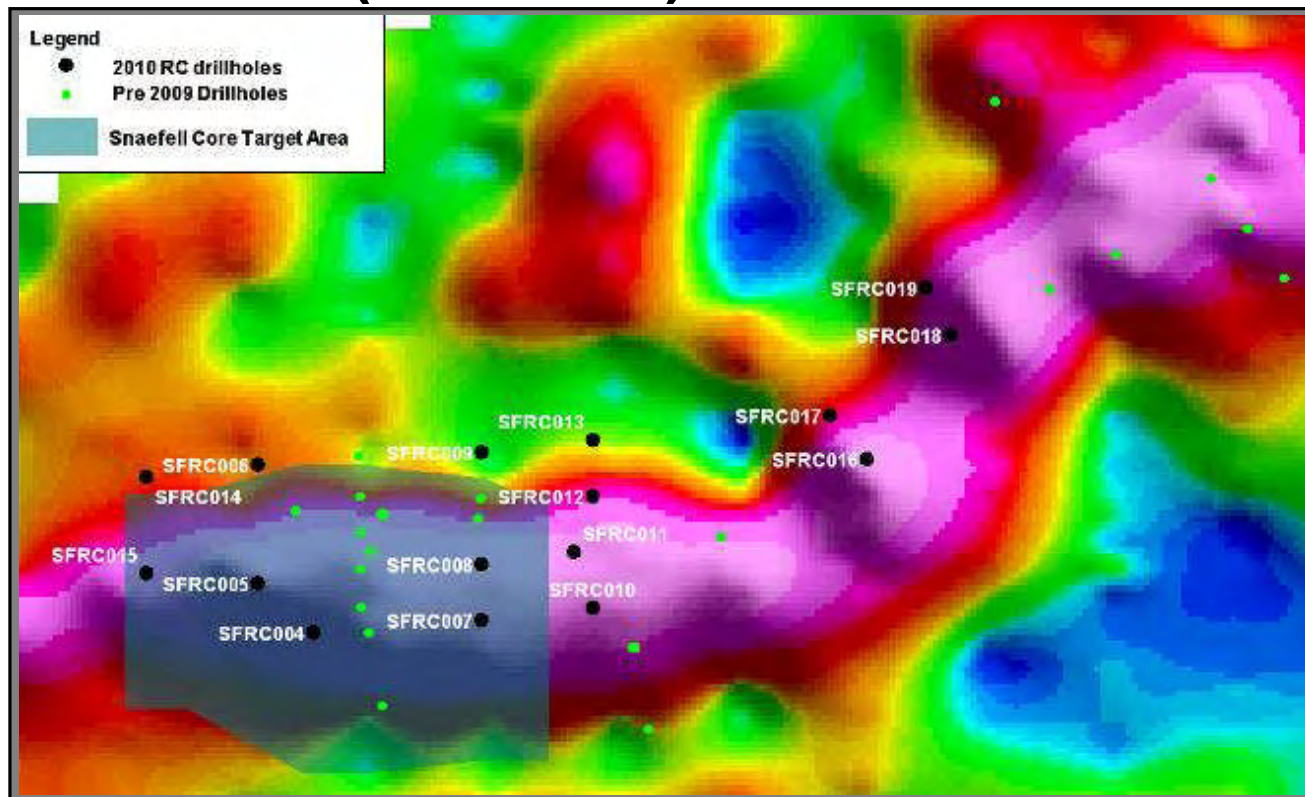 Legend
2010 RC drillholes
Pre 2009 Drillholes
Snaefell Core Target Area
SFRC019
SFRC018
SFRC017
SFRC013
SFRC009
SFRC016
SFRC006
SFRC014
SFRC012
SFRC011
SFRC015
SFRC008
SFRC005
SFRC010
SFRC007
SFRC004